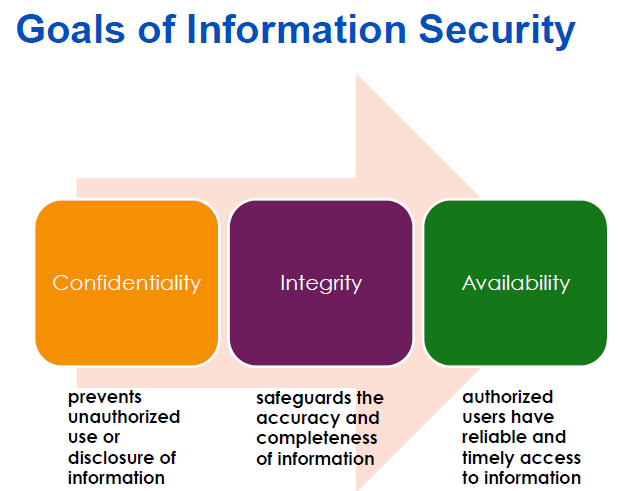 Goals of Information Security
Confidentiality
Integrity
Availability
prevents
unauthorized
use or
disclosure of
information
safeguards the
accuracy and
completeness
of information
authorized
users have
reliable and
timely access
to information